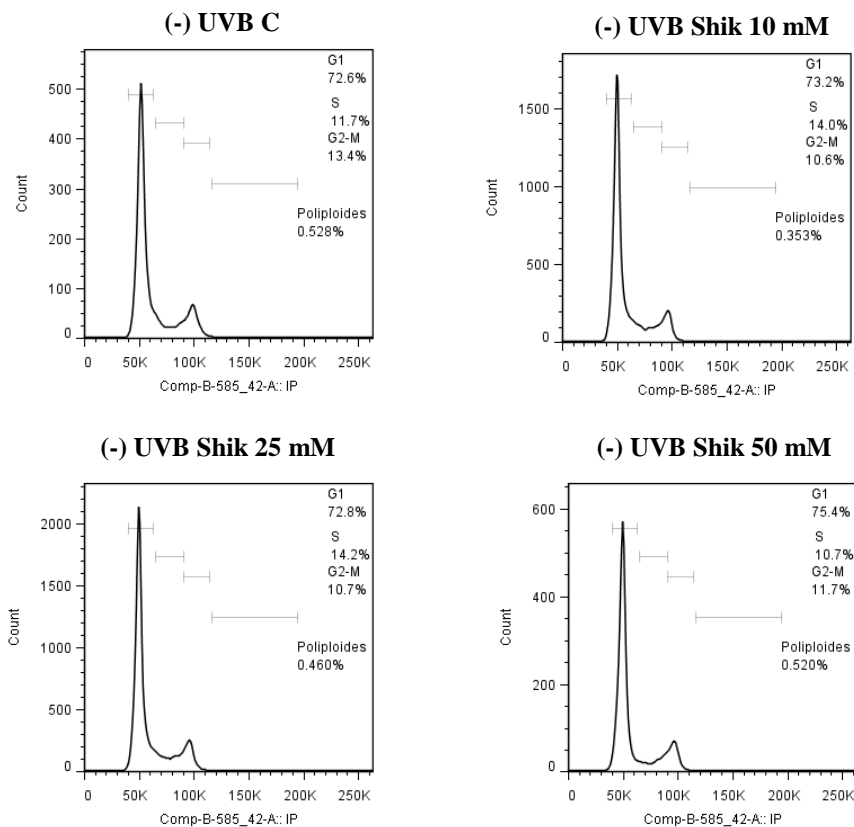 (-) UVB C
G1
72.6%
S
11.7%
G2-M
13.4%
Poliploides
0.528%
500
400
300
200
100
0
Count
0 50K 100K 150K 200K 250K
Comp-B-585_42-A:: IP
(-) UVB Shik 10 mM
G1
73.2%
S
14.0%
G2-M
10.6%
Poliploides
0.353%
1500
1000
500
0
Count
0 50K 100K 150K 200K 250K
Comp-B-585_42-A:: IP
(-) UVB Shik 25 mM
G1
72.8%
S
14.2%
G2-M
10.7%
Poliploides
0.460%
2000
1500
1000
500
0
Count
0 50K 100K 150K 200K 250K
Comp-B-585_42-A:: IP
(-) UVB Shik 50 mM
G1
75.4%
S
10.7%
G2-M
11.7%
Poliploides
0.520%
600
400
200
0
Count
0 50K 100K 150K 200K 250K
Comp-B-585_42-A:: IP